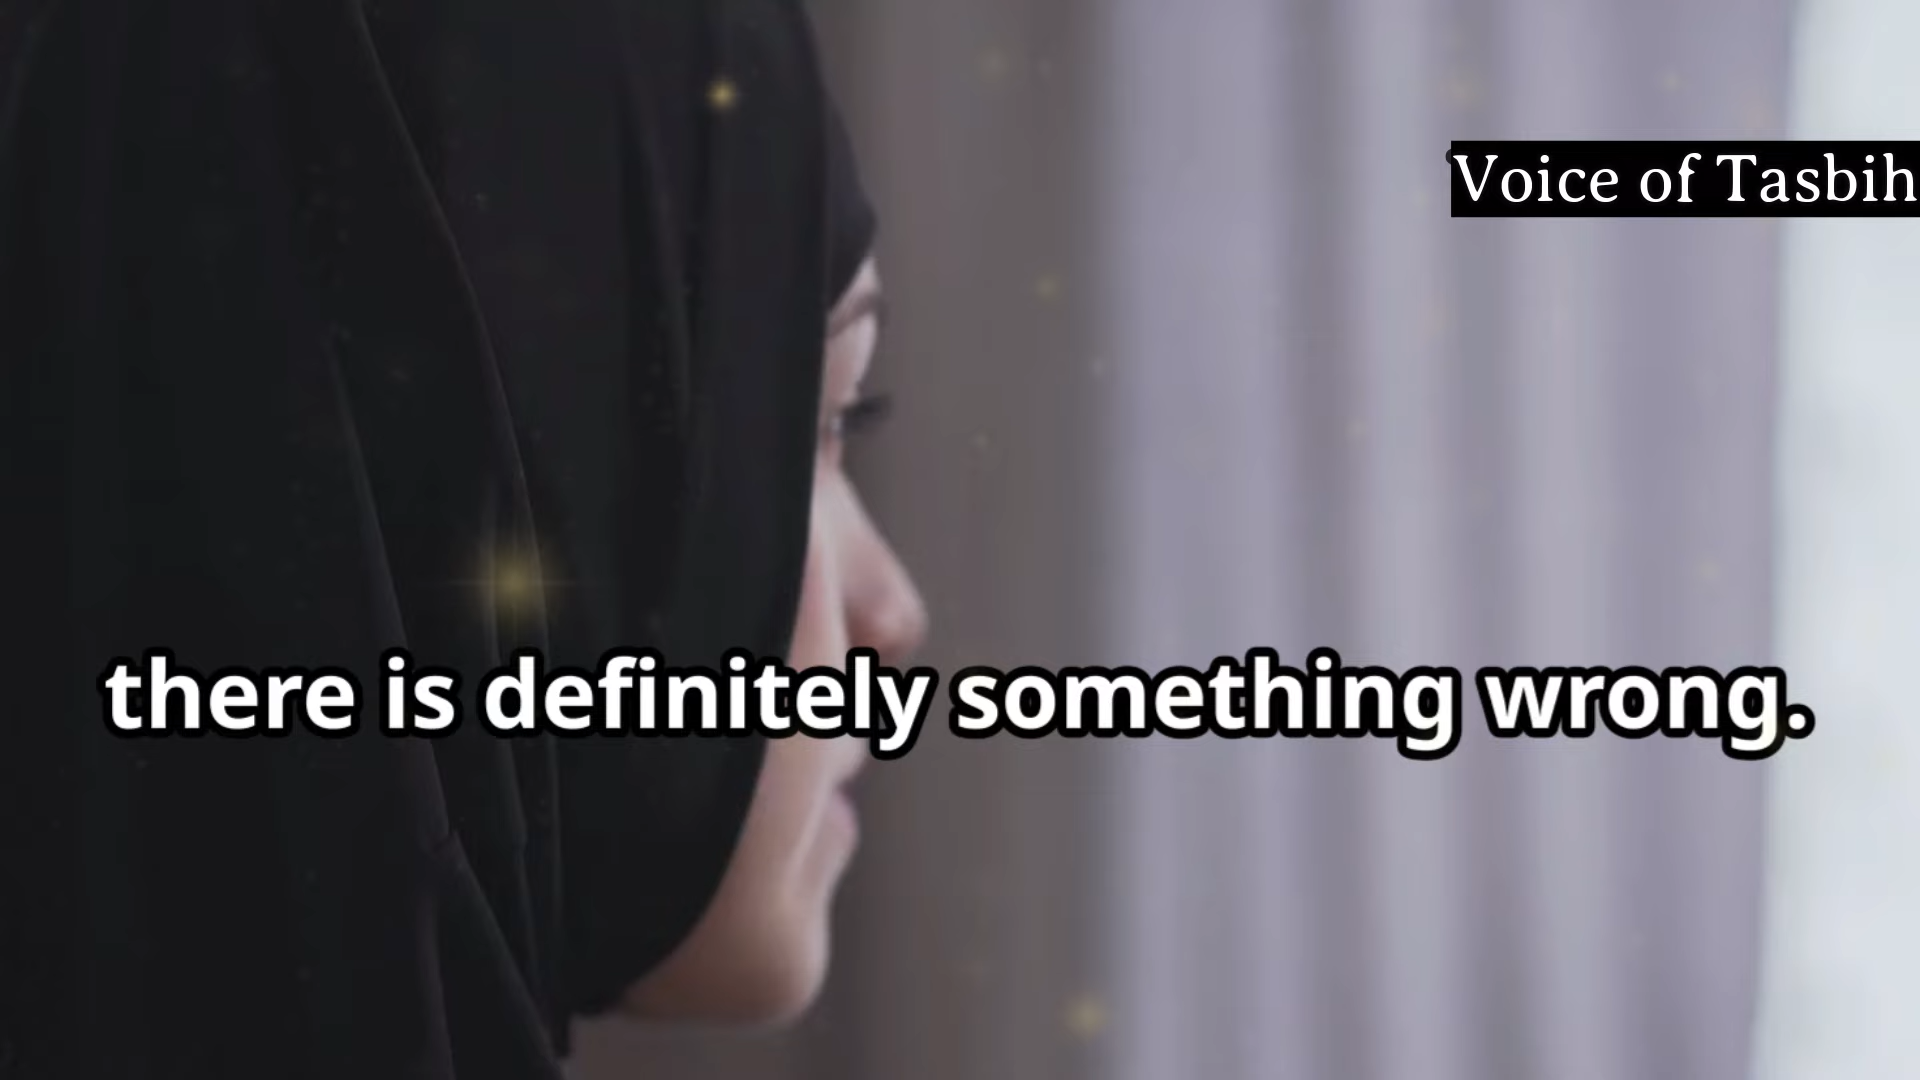 Voice of Tasbih
there is definitely something wrong.